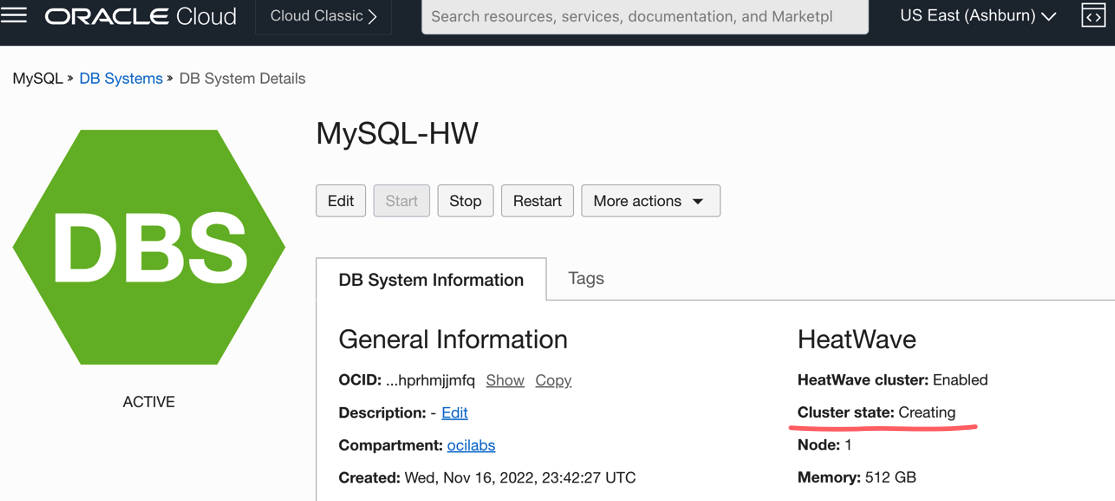 ORACLE Cloud
Cloud Classic
Search resources, services, documentation, and Marketpl
US East (Ashburn)
MySQL » DB Systems » DB System Details
DBS
ACTIVE
MySQL-HW
Edit
Start
Stop
Restart
More actions
DB System Information
Tags
General Information
OCID: ...hprhmjjmfq Show Copy
Description: - Edit
Compartment: ocilabs
Created: Wed, Nov 16, 2022, 23:42:27 UTC
HeatWave
HeatWave cluster: Enabled
Cluster state: Creating
Node: 1
Memory: 512 GB